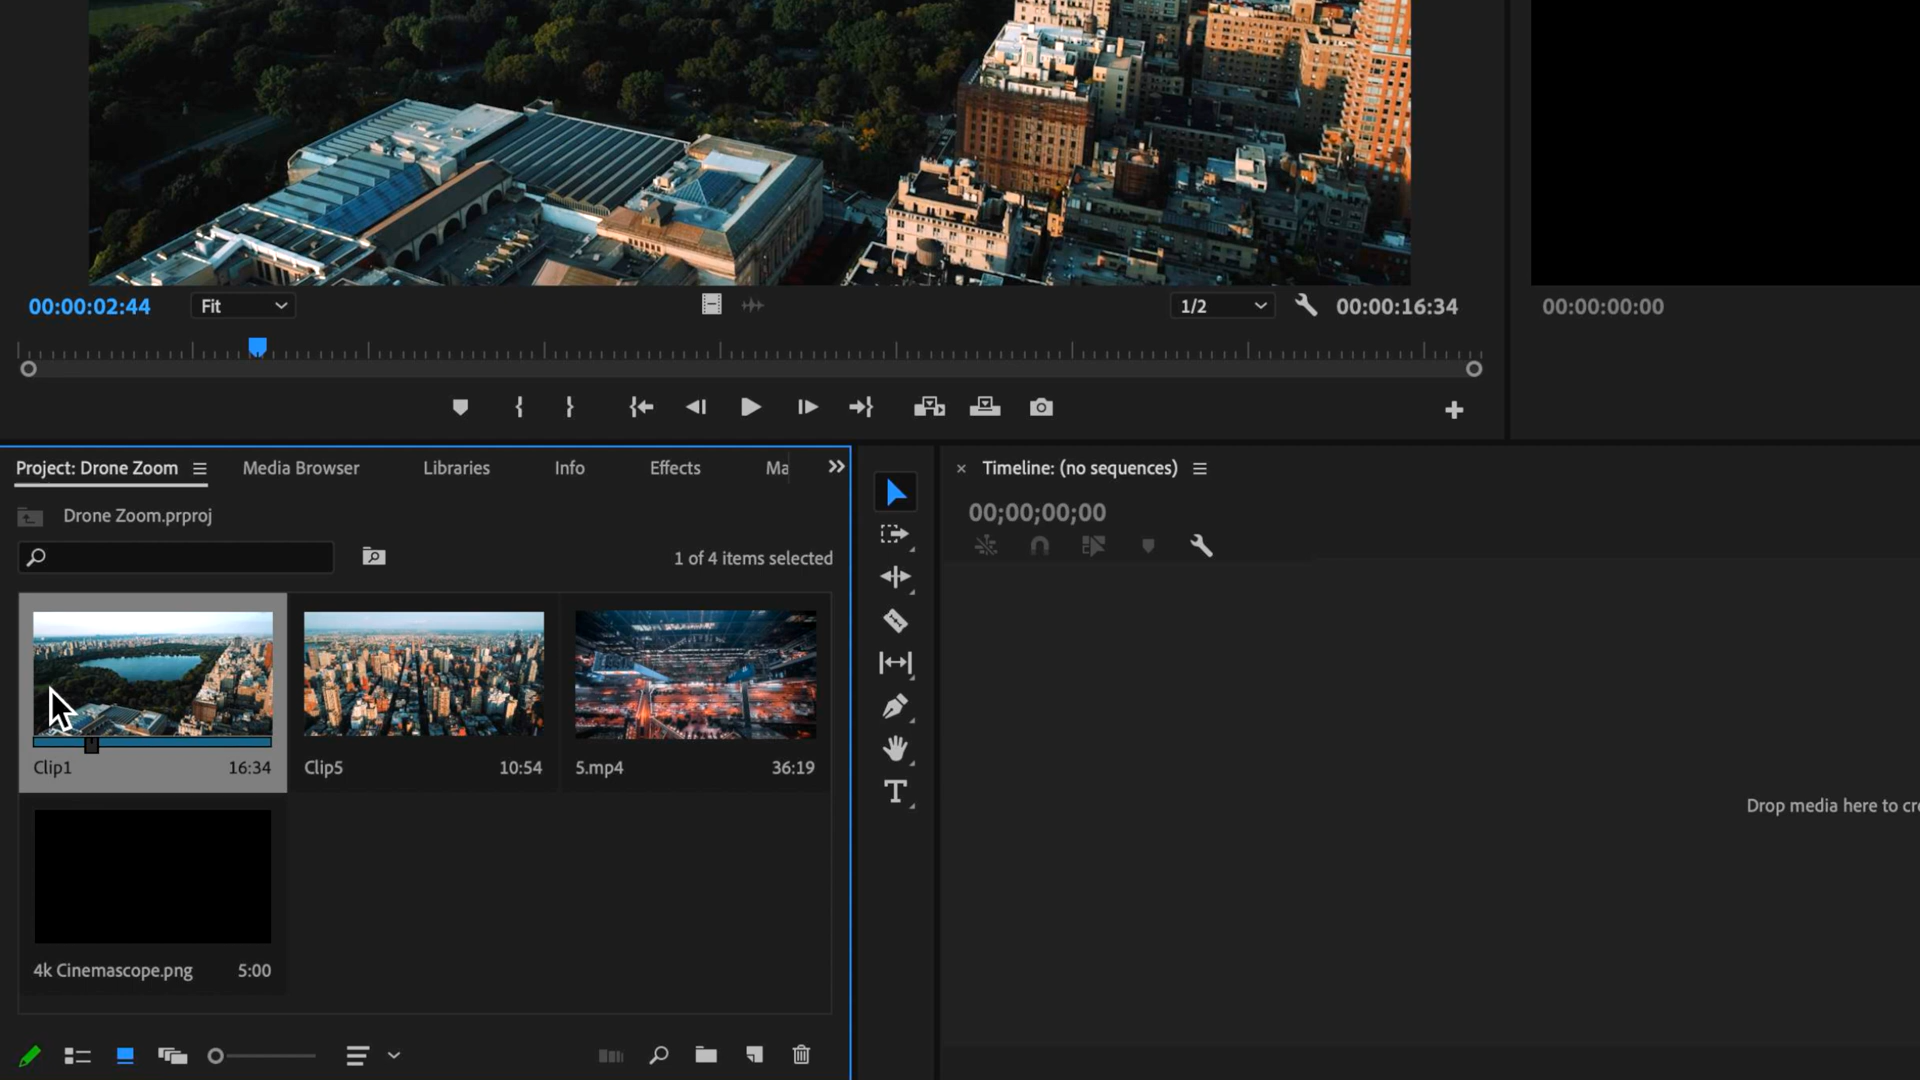 00:00:02:44
Fit
1/2
00:00:16:34
00:00:00:00
Project: Drone Zoom
Media Browser
Libraries
Info
Effects
Ma
Timeline: (no sequences)
00;00;00;00
Drone Zoom.prproj
1 of 4 items selected
Clip1
16:34
Clip5
10:54
5.mp4
36:19
Drop media here to cr
4k Cinemascope.png
5:00